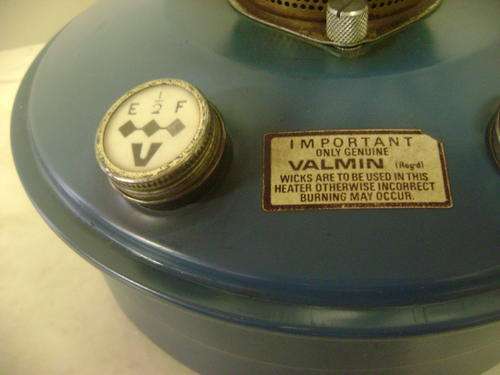 E ½ F
V
IMPORTANT
ONLY GENUINE
VALMIN (Reg'd)
WICKS ARE TO BE USED IN THIS
HEATER OTHERWISE INCORRECT
BURNING MAY OCCUR.